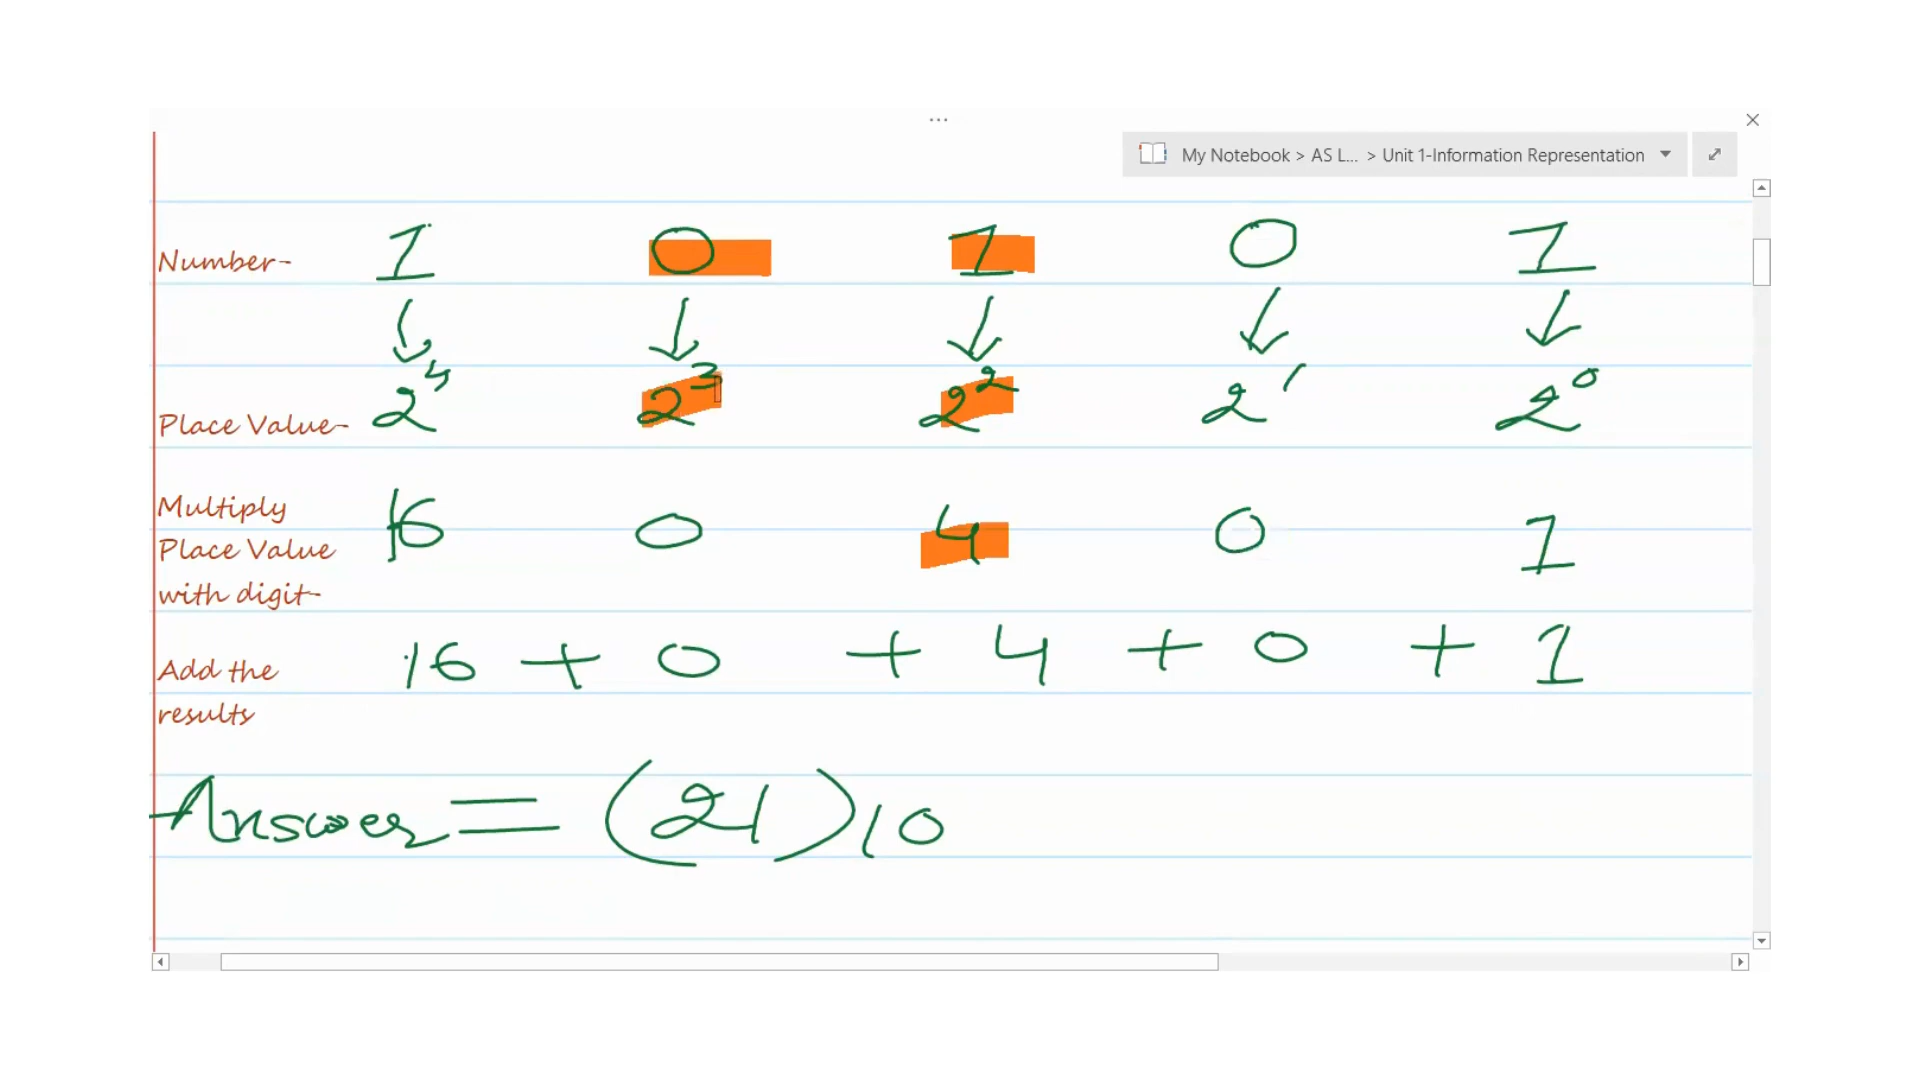 ...
My Notebook > AS L... > Unit 1-Information Representation
Number- 1 0 1 0 1
Place Value- 2⁴ 2³ 2² 2¹ 2⁰
Multiply
Place Value
with digit- 16 0 4 0 1
Add the
results 16 + 0 + 4 + 0 + 1
Answer = (21)10